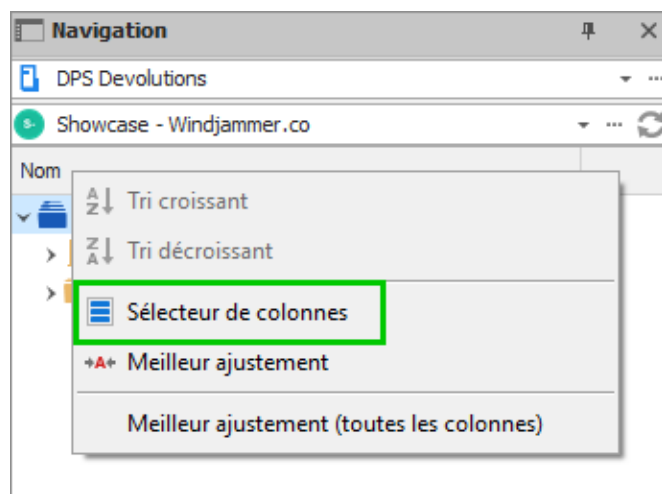 Navigation
DPS Devolutions
S-
Showcase - Windjammer.co
Nom
Tri croissant
Tri décroissant
Sélecteur de colonnes
Meilleur ajustement
Meilleur ajustement (toutes les colonnes)